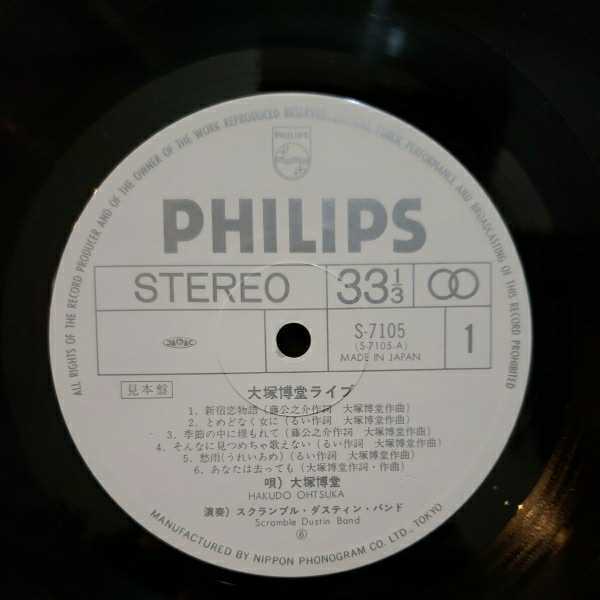 ALL RIGHTS OF THE RECORD PRODUCER AND OF THE OWNER OF THE WORK REPRODUCED RESERVED. COPYING, PUBLIC PERFORMANCE AND BROADCASTING OF THIS RECORD PROHIBITED
PHILIPS
PHILIPS
STEREO
33 1/3
JASRAC
S-7105
(S-7105-A)
MADE IN JAPAN
1
見本盤
大塚博堂ライブ
1. 新宿恋物語(藤公之介作詞 大塚博堂作曲)
2. とめどなく女に(るい作詞 大塚博堂作曲)
3. 季節の中に埋もれて(藤公之介作詞 大塚博堂作曲)
4. そんなに見つめちゃ歌えない(るい作詞 大塚博堂作曲)
5. 愁雨(うれいあめ)(るい作詞 大塚博堂作曲)
6. あなたは去っても(大塚博堂作詞・作曲)
唄) 大塚博堂
HAKUDO OHTSUKA
演奏) スクランブル・ダスティン・バンド
Scramble Dustin Band
⑥
MANUFACTURED BY NIPPON PHONOGRAM CO. LTD., TOKYO